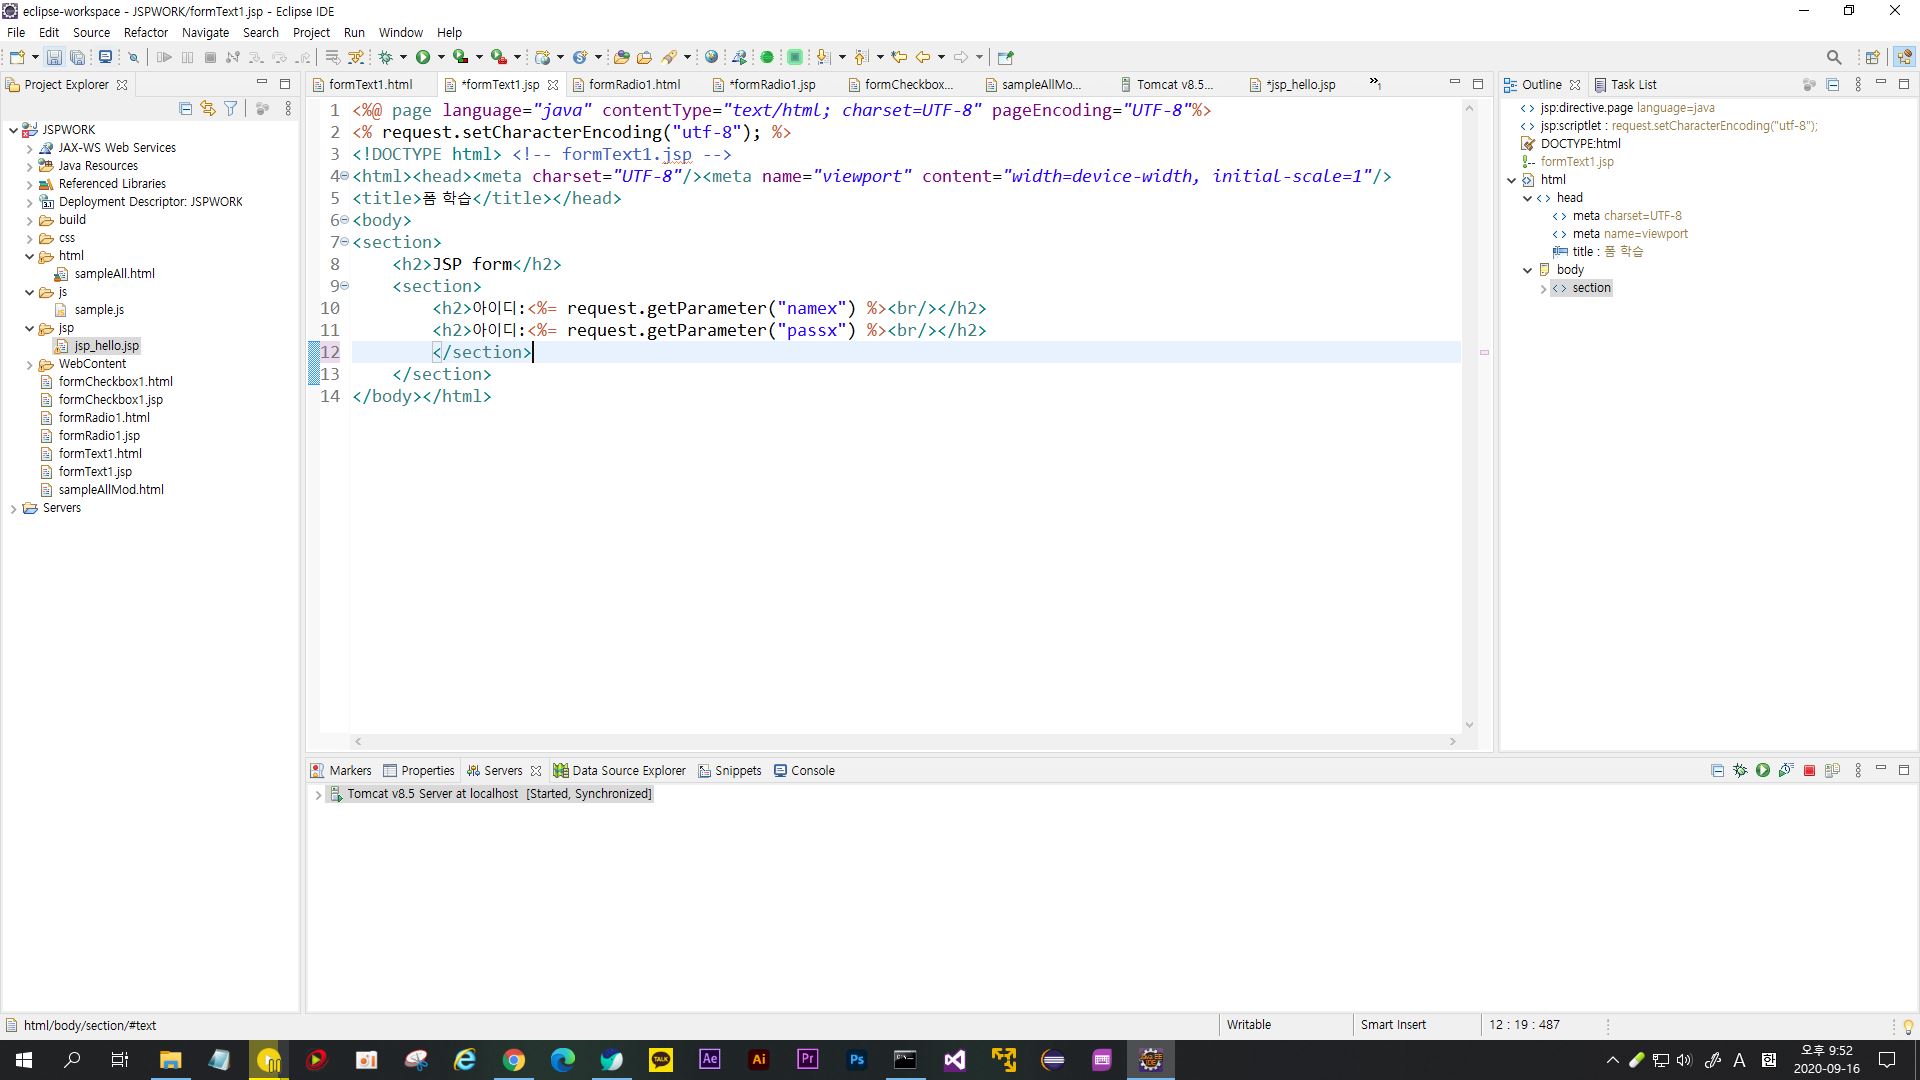 eclipse-workspace - JSPWORK/formText1.jsp - Eclipse IDE
File Edit Source Refactor Navigate Search Project Run Window Help
Project Explorer
JSPWORK
JAX-WS Web Services
Java Resources
Referenced Libraries
Deployment Descriptor: JSPWORK
build
css
html
sampleAll.html
js
sample.js
jsp
jsp_hello.jsp
WebContent
formCheckbox1.html
formCheckbox1.jsp
formRadio1.html
formRadio1.jsp
formText1.html
formText1.jsp
sampleAllMod.html
Servers
formText1.html *formText1.jsp formRadio1.html *formRadio1.jsp formCheckbox... sampleAllMo... Tomcat v8.5... *jsp_hello.jsp »1
1 <%@ page language="java" contentType="text/html; charset=UTF-8" pageEncoding="UTF-8"%>
2 <% request.setCharacterEncoding("utf-8"); %>
3 <!DOCTYPE html> <!-- formText1.jsp -->
4 <html><head><meta charset="UTF-8"/><meta name="viewport" content="width=device-width, initial-scale=1"/>
5 <title>폼 학습</title></head>
6 <body>
7 <section>
8 <h2>JSP form</h2>
9 <section>
10 <h2>아이디:<%= request.getParameter("namex") %><br/></h2>
11 <h2>아이디:<%= request.getParameter("passx") %><br/></h2>
12 </section>
13 </section>
14 </body></html>
Outline Task List
jsp:directive.page language=java
jsp:scriptlet : request.setCharacterEncoding("utf-8");
DOCTYPE:html
formText1.jsp
html
head
meta charset=UTF-8
meta name=viewport
title : 폼 학습
body
section
Markers Properties Servers Data Source Explorer Snippets Console
Tomcat v8.5 Server at localhost [Started, Synchronized]
html/body/section/#text
Writable Smart Insert 12 : 19 : 487
TALK Ae Ai Pr Ps
A 한
오후 9:52
2020-09-16